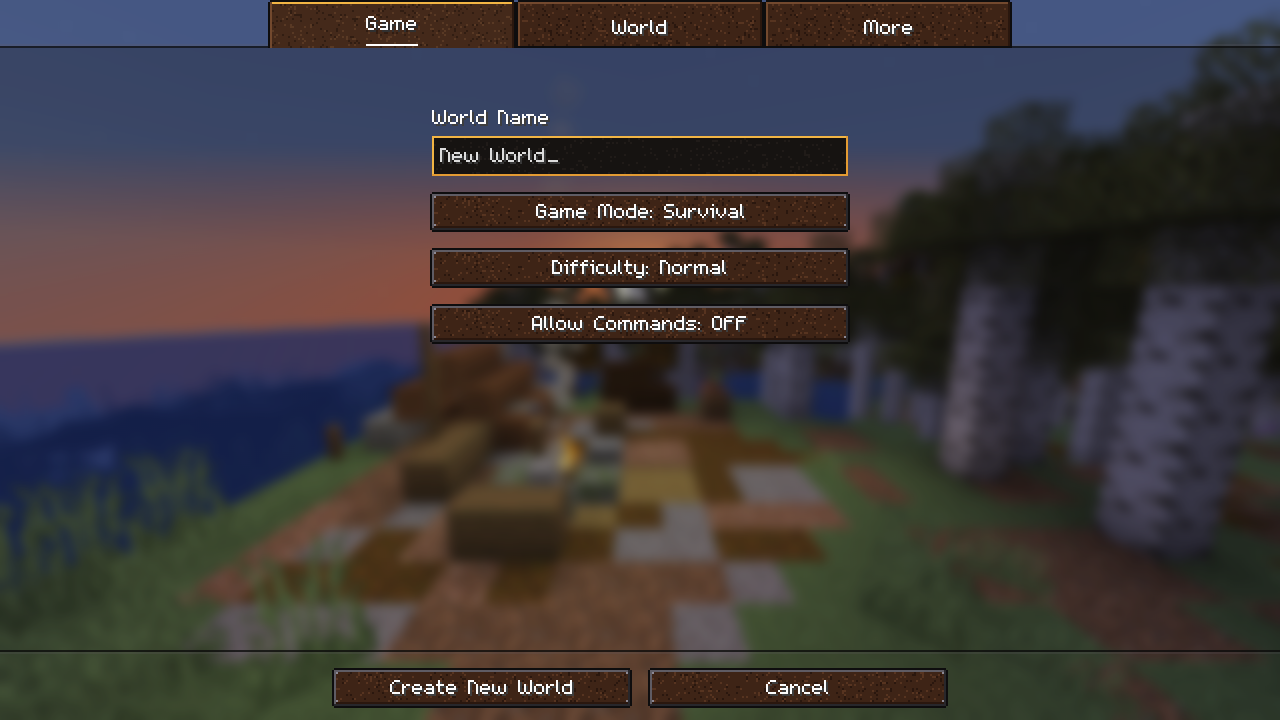 Game
World
More
World Name
New World_
Game Mode: Survival
Difficulty: Normal
Allow Commands: OFF
Create New World
Cancel